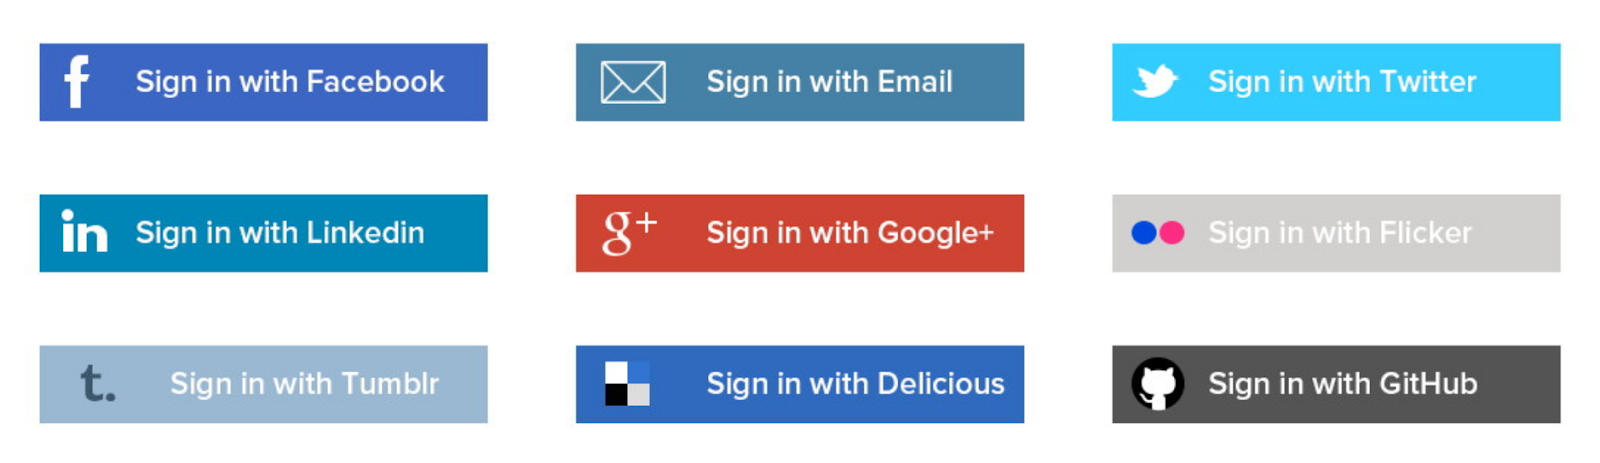 f Sign in with Facebook
Sign in with Email
Sign in with Twitter
in Sign in with Linkedin
g+ Sign in with Google+
Sign in with Flicker
t. Sign in with Tumblr
Sign in with Delicious
Sign in with GitHub